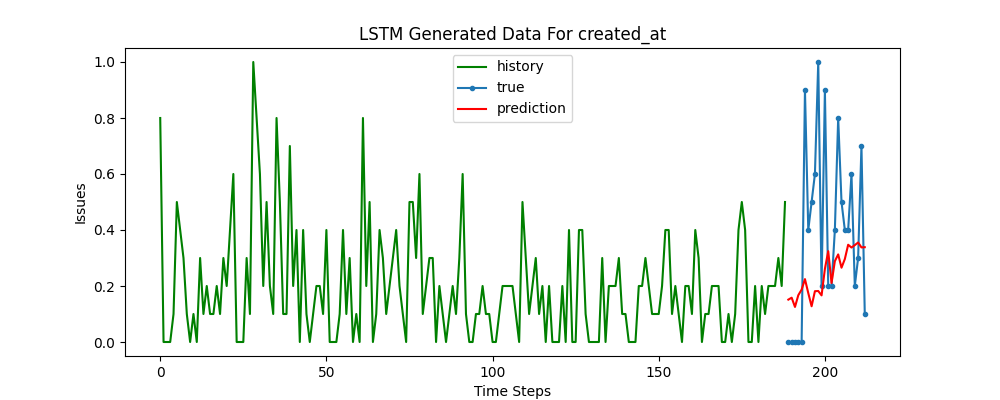 LSTM Generated Data For created_at
history
true
prediction
Issues
1.0
0.8
0.6
0.4
0.2
0.0
0
50
100
150
200
Time Steps